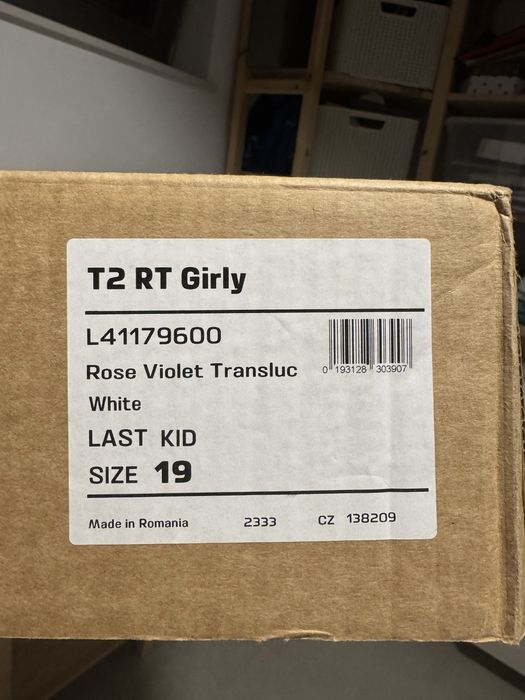 T2 RT Girly
L41179600
Rose Violet Transluc
0 193128 303907
White
LAST KID
SIZE 19
Made in Romania 2333 CZ 138209